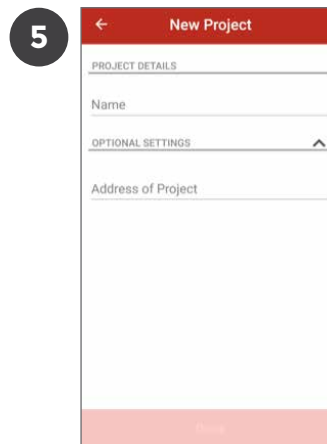 5
New Project
PROJECT DETAILS
Name
OPTIONAL SETTINGS
Address of Project